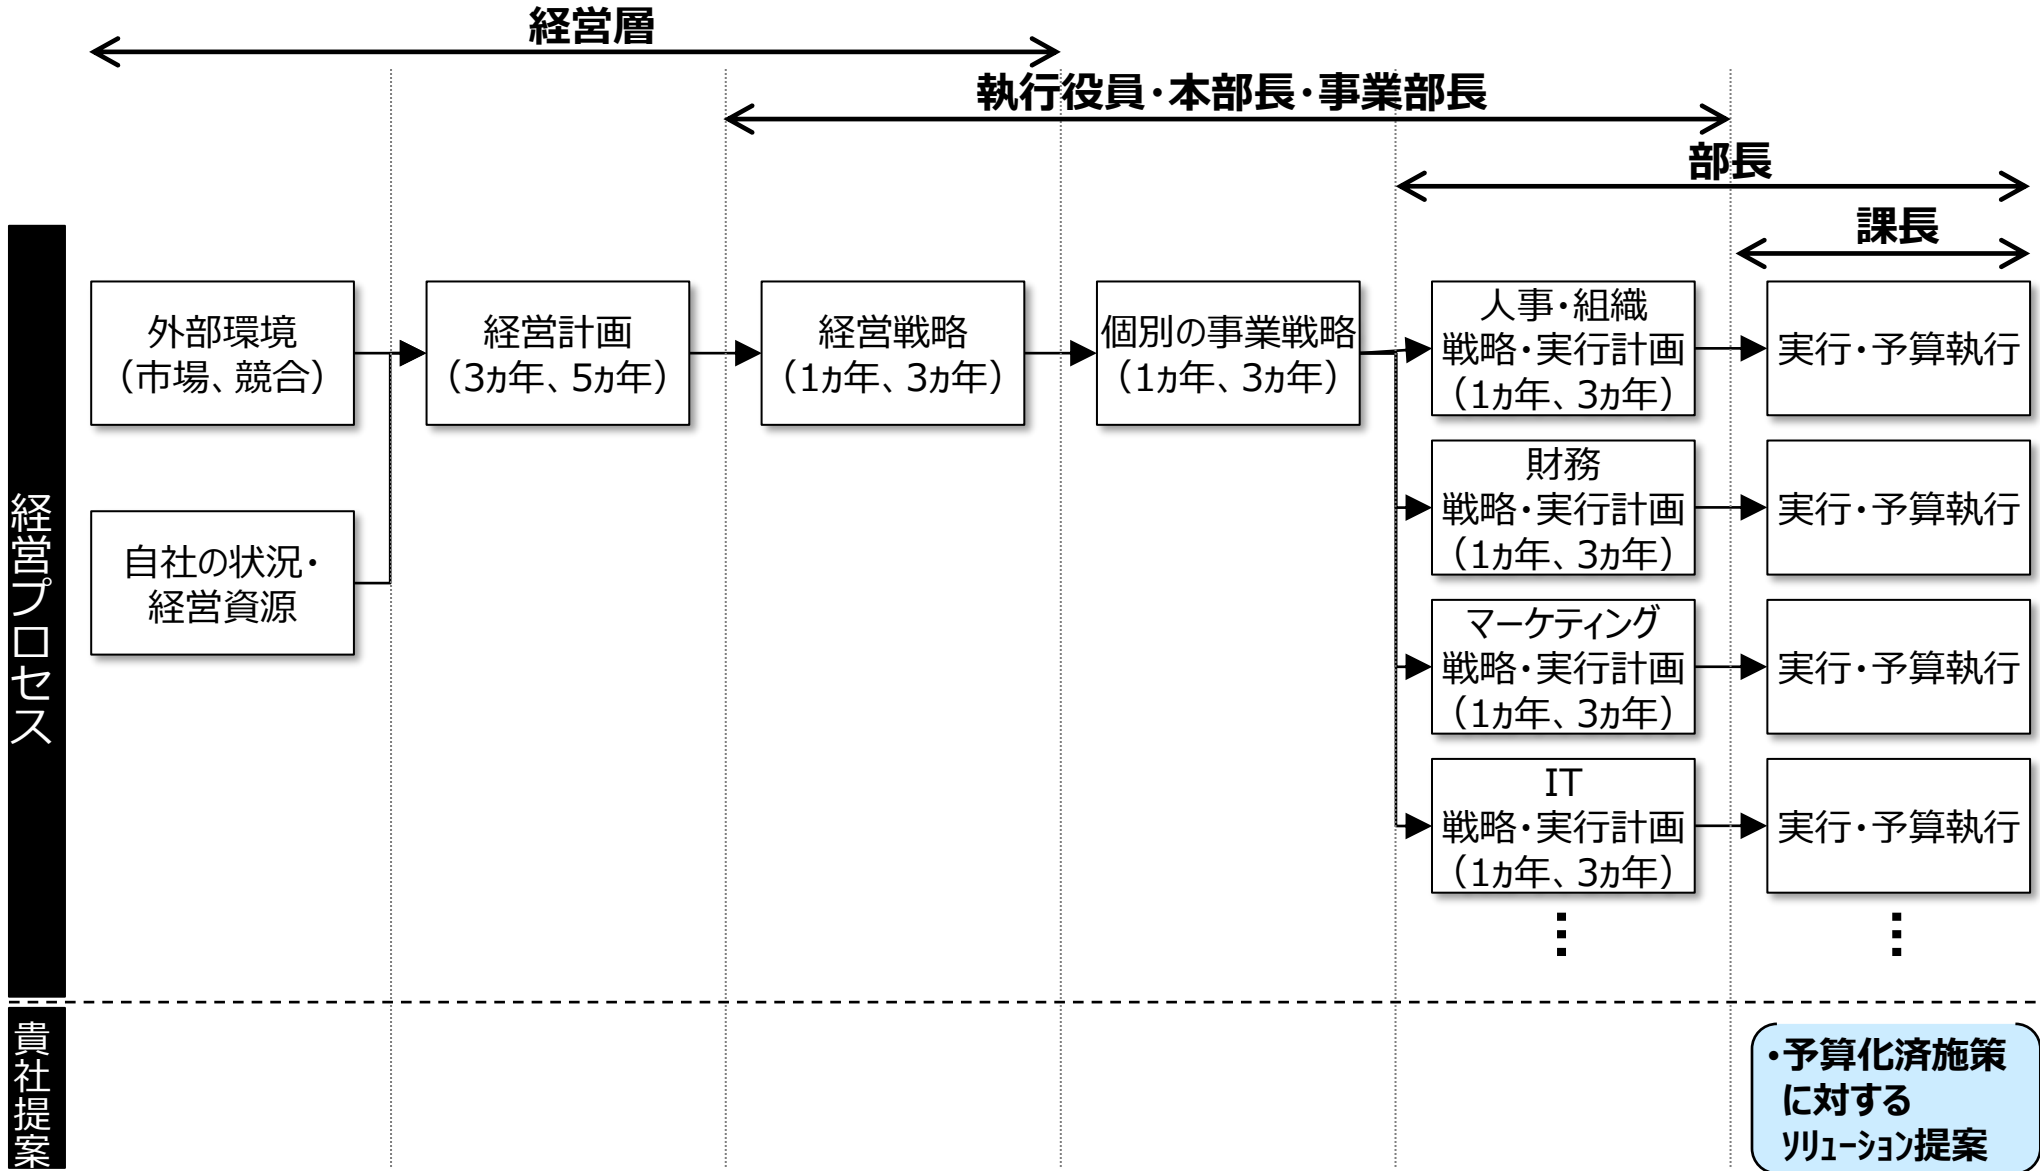 経営層
執行役員・本部長・事業部長
部長
課長
経営プロセス
外部環境
（市場、競合）
自社の状況・
経営資源
経営計画
（3ヵ年、5ヵ年）
経営戦略
（1ヵ年、3ヵ年）
個別の事業戦略
（1ヵ年、3ヵ年）
人事・組織
戦略・実行計画
（1ヵ年、3ヵ年）
実行・予算執行
財務
戦略・実行計画
（1ヵ年、3ヵ年）
実行・予算執行
マーケティング
戦略・実行計画
（1ヵ年、3ヵ年）
実行・予算執行
IT
戦略・実行計画
（1ヵ年、3ヵ年）
実行・予算執行
貴社提案
・予算化済施策
に対する
ｿﾘｭｰｼｮﾝ提案